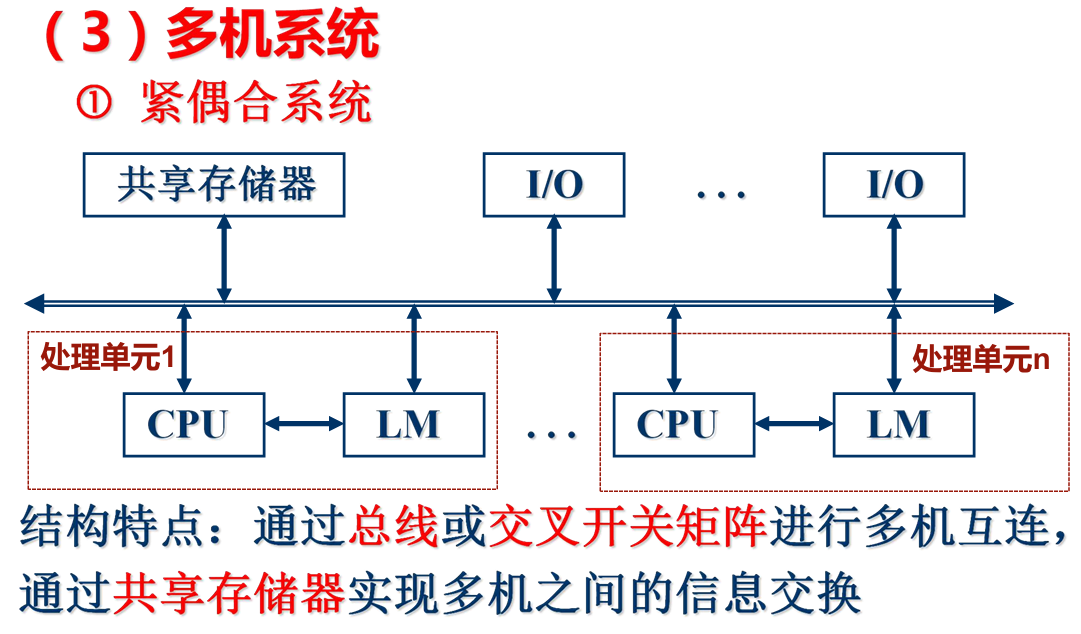 （3）多机系统
① 紧偶合系统
共享存储器 I/O ... I/O
处理单元1 处理单元n
CPU LM ... CPU LM
结构特点：通过总线或交叉开关矩阵进行多机互连，
通过共享存储器实现多机之间的信息交换